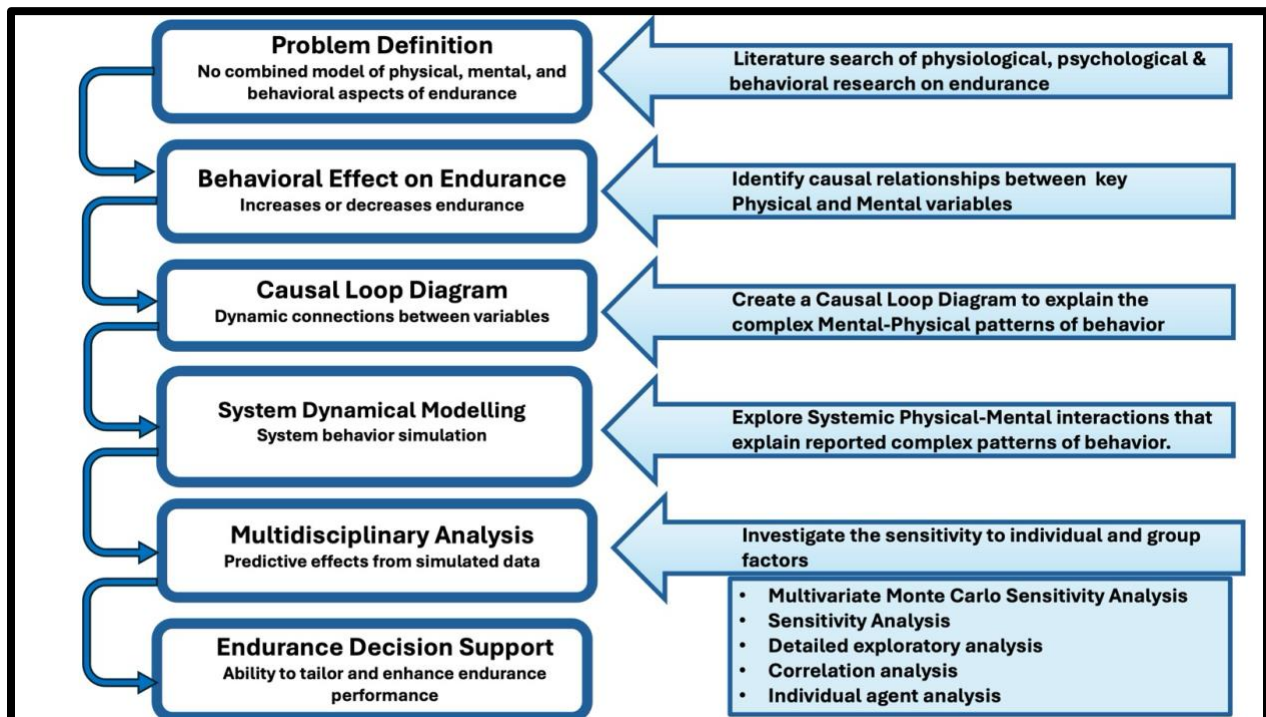 Problem Definition
No combined model of physical, mental, and
behavioral aspects of endurance
Literature search of physiological, psychological &
behavioral research on endurance
Behavioral Effect on Endurance
Increases or decreases endurance
Identify causal relationships between key
Physical and Mental variables
Causal Loop Diagram
Dynamic connections between variables
Create a Causal Loop Diagram to explain the
complex Mental-Physical patterns of behavior
System Dynamical Modelling
System behavior simulation
Explore Systemic Physical-Mental interactions that
explain reported complex patterns of behavior.
Multidisciplinary Analysis
Predictive effects from simulated data
Investigate the sensitivity to individual and group
factors
• Multivariate Monte Carlo Sensitivity Analysis
• Sensitivity Analysis
• Detailed exploratory analysis
• Correlation analysis
• Individual agent analysis
Endurance Decision Support
Ability to tailor and enhance endurance
performance